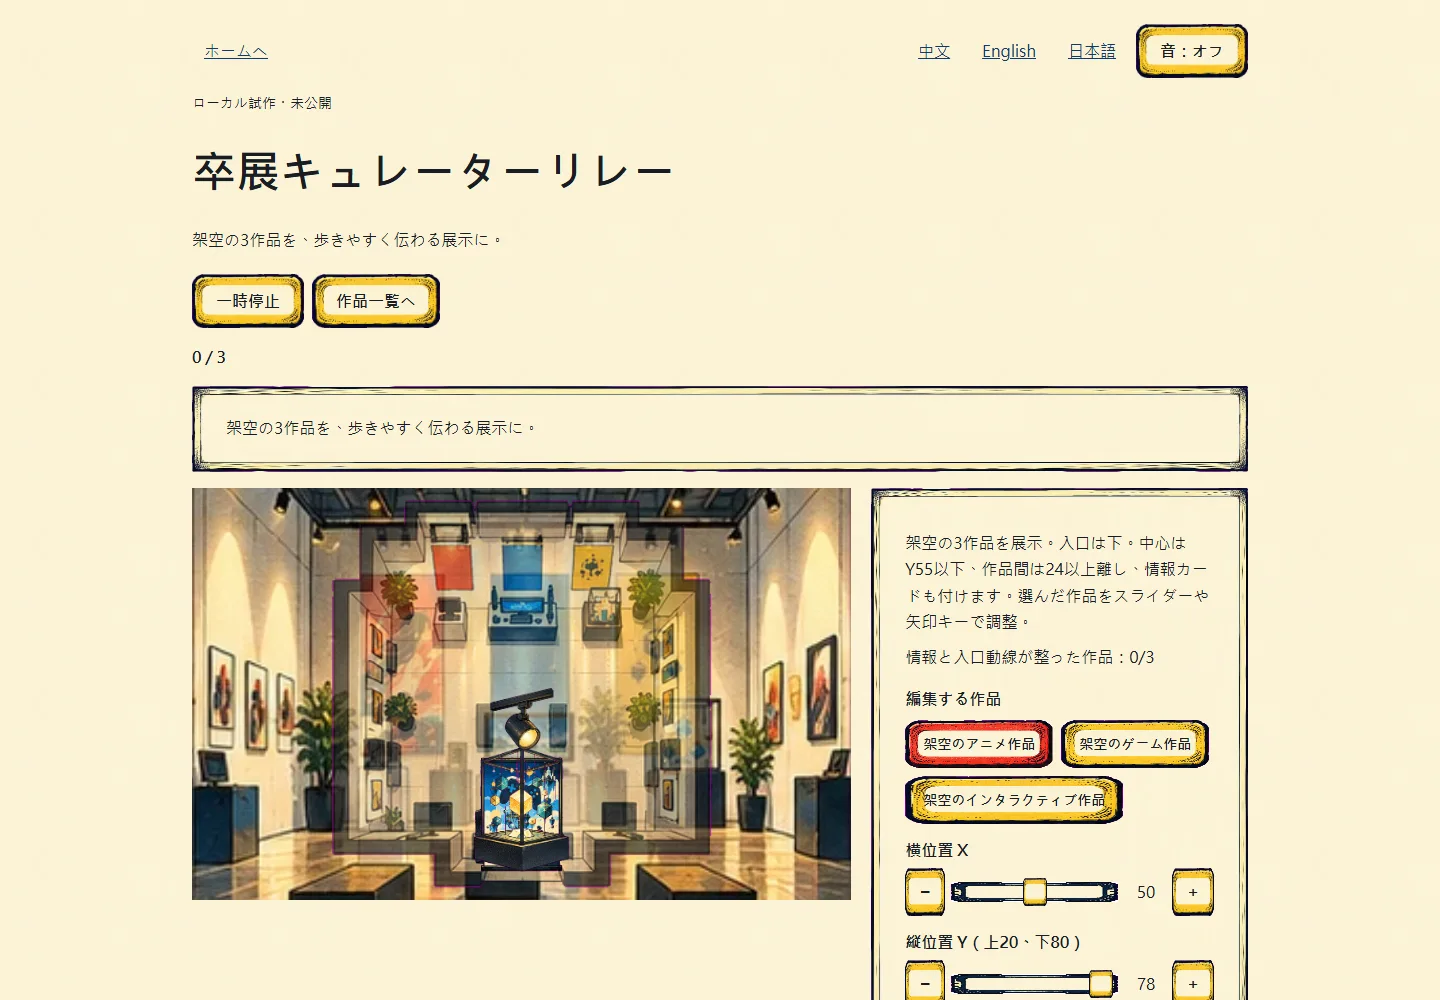 ホームへ
中文 English 日本語 音：オフ
ローカル試作・未公開
卒展キュレーターリレー
架空の3作品を、歩きやすく伝わる展示に。
一時停止 作品一覧へ
0 / 3
架空の3作品を、歩きやすく伝わる展示に。
架空の3作品を展示。入口は下。中心は
Y55以下、作品間は24以上離し、情報カー
ドも付けます。選んだ作品をスライダーや
矢印キーで調整。
情報と入口動線が整った作品：0/3
編集する作品
架空のアニメ作品 架空のゲーム作品
架空のインタラクティブ作品
横位置 X
− 50 +
縦位置 Y（上20、下80）
− 78 +